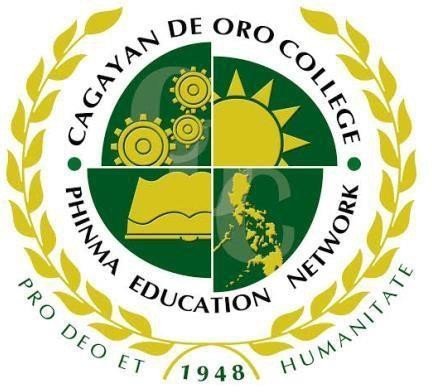 CAGAYAN DE ORO COLLEGE
PHINMA EDUCATION NETWORK
PRO DEO ET HUMANITATE
1948